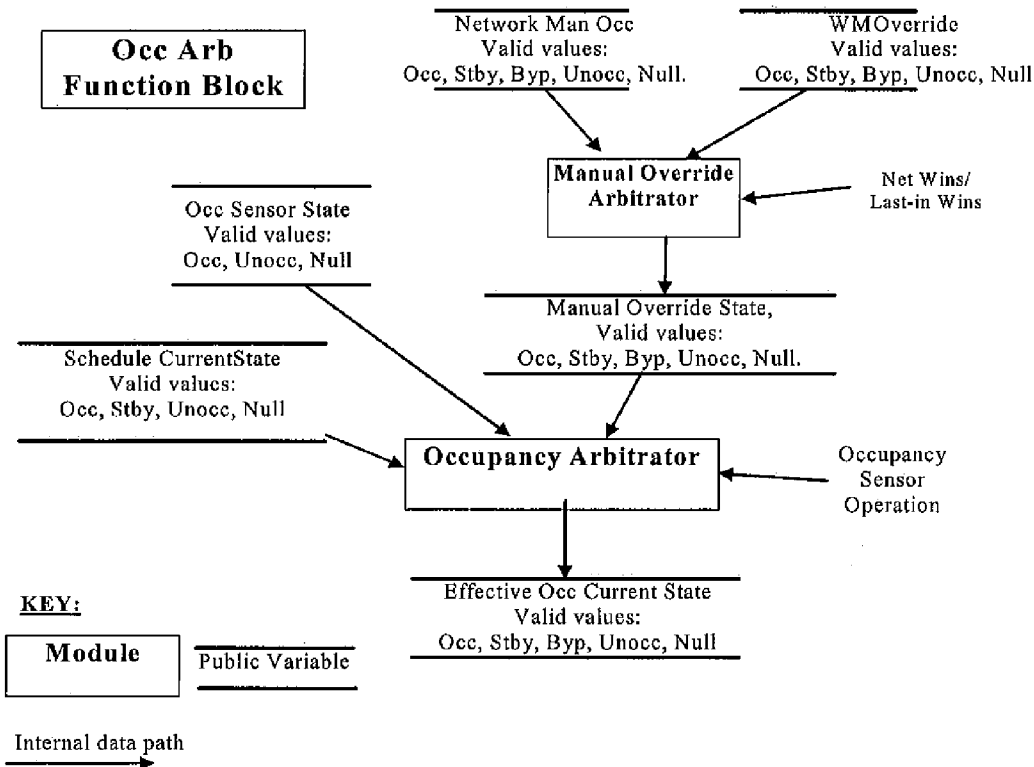 Occ Arb
Function Block
Network Man Occ
Valid values:
Occ, Stby, Byp, Unocc, Null.
WMOverride
Valid values:
Occ, Stby, Byp, Unocc, Null
Manual Override
Arbitrator
Net Wins/
Last-in Wins
Occ Sensor State
Valid values:
Occ, Unocc, Null
Manual Override State,
Valid values:
Occ, Stby, Byp, Unocc, Null.
Schedule CurrentState
Valid values:
Occ, Stby, Unocc, Null
Occupancy Arbitrator
Occupancy
Sensor
Operation
Effective Occ Current State
Valid values:
Occ, Stby, Byp, Unocc, Null
KEY:
Module
Public Variable
Internal data path